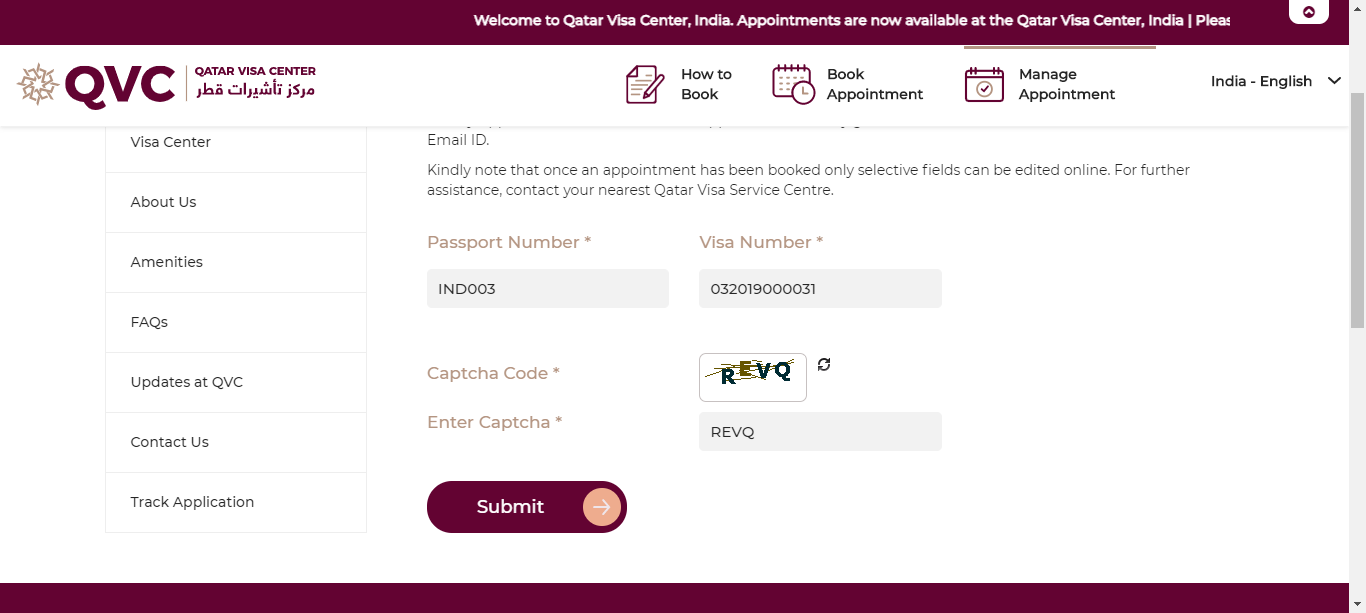 Welcome to Qatar Visa Center, India. Appointments are now available at the Qatar Visa Center, India |
QVC
QATAR VISA CENTER
مركز تأشيرات قطر
How to
Book
Book
Appointment
Manage
Appointment
India - English
Visa Center
About Us
Amenities
FAQs
Updates at QVC
Contact Us
Track Application
Email ID.
Kindly note that once an appointment has been booked only selective fields can be edited online. For further
assistance, contact your nearest Qatar Visa Service Centre.
Passport Number *
Visa Number *
IND003
032019000031
Captcha Code *
REVQ
Enter Captcha *
REVQ
Submit